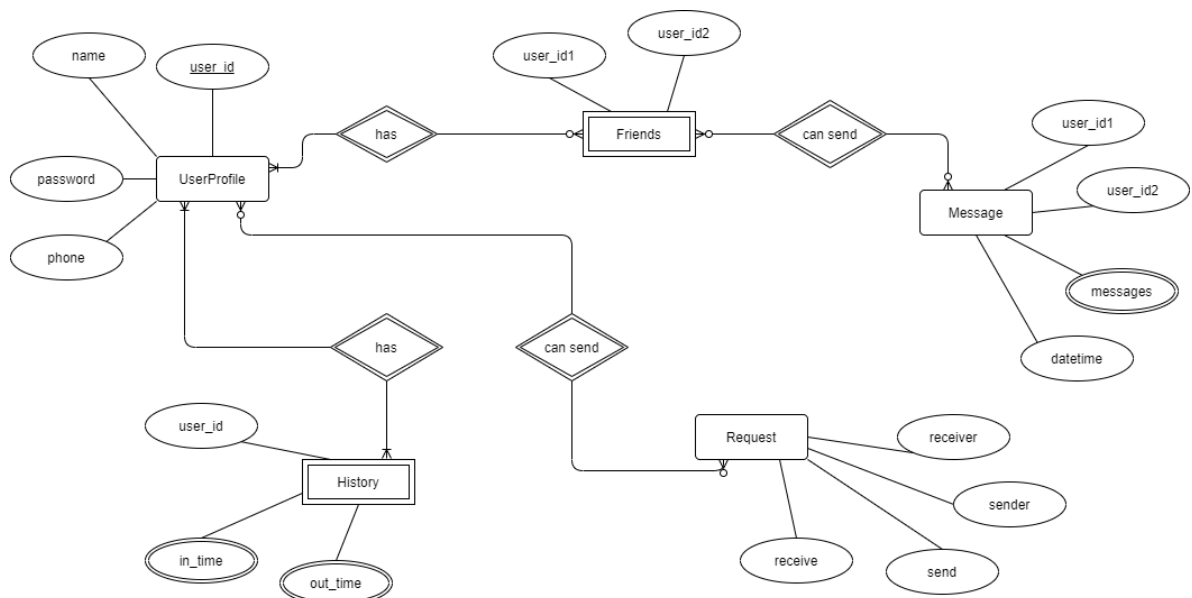 name
user_id
user_id1
user_id2
has
Friends
can send
user_id1
password
UserProfile
user_id2
Message
phone
messages
has
can send
datetime
user_id
Request
receiver
History
sender
in_time
receive
send
out_time